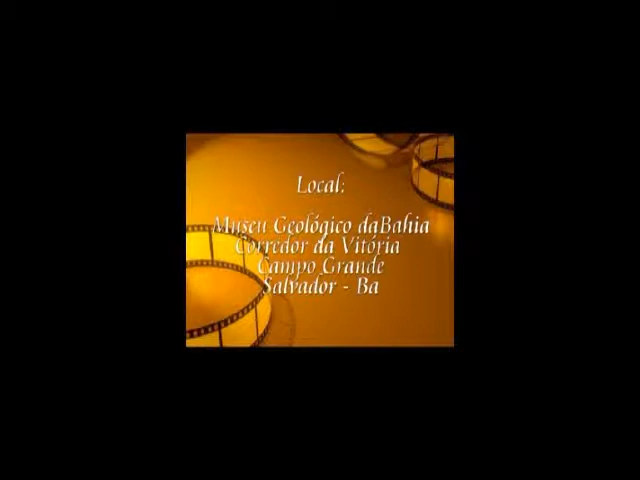 Local:
Museu Geológico daBahia
Corredor da Vitória
Campo Grande
Salvador - Ba